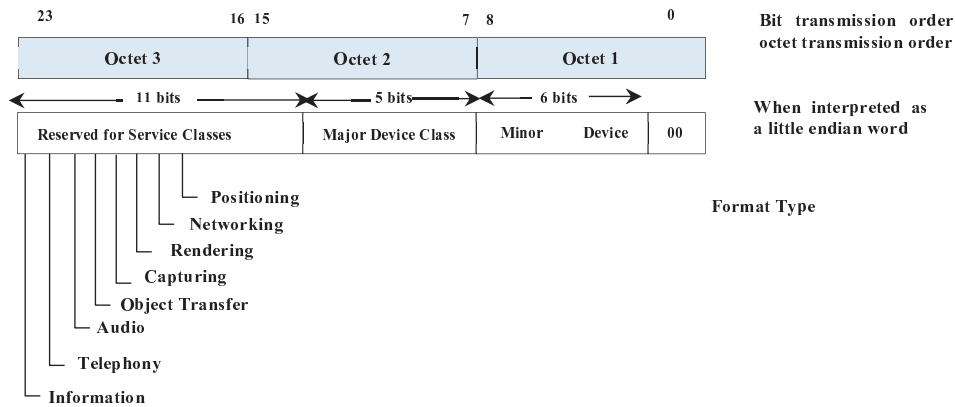 23 16 15 7 8 0
Bit transmission order
octet transmission order
Octet 3 Octet 2 Octet 1
11 bits 5 bits 6 bits
When interpreted as
a little endian word
Reserved for Service Classes Major Device Class Minor Device 00
Positioning
Format Type
Networking
Rendering
Capturing
Object Transfer
Audio
Telephony
Information